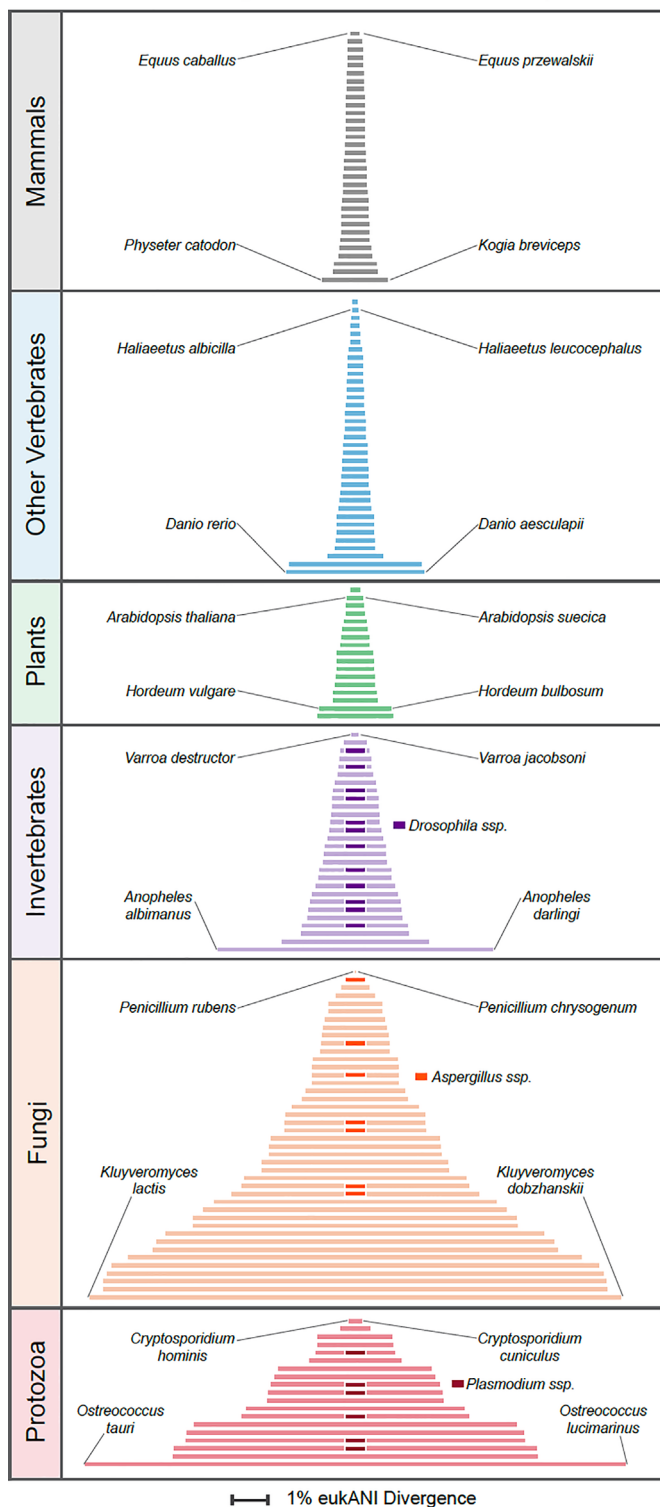 Mammals
Equus caballus
Equus przewalskii
Physeter catodon
Kogia breviceps
Other Vertebrates
Haliaeetus albicilla
Haliaeetus leucocephalus
Danio rerio
Danio aesculapii
Plants
Arabidopsis thaliana
Arabidopsis suecica
Hordeum vulgare
Hordeum bulbosum
Invertebrates
Varroa destructor
Varroa jacobsoni
Drosophila ssp.
Anopheles
albimanus
Anopheles
darlingi
Fungi
Penicillium rubens
Penicillium chrysogenum
Aspergillus ssp.
Kluyveromyces
lactis
Kluyveromyces
dobzhanskii
Protozoa
Cryptosporidium
hominis
Cryptosporidium
cuniculus
Plasmodium ssp.
Ostreococcus
tauri
Ostreococcus
lucimarinus
1% eukANI Divergence